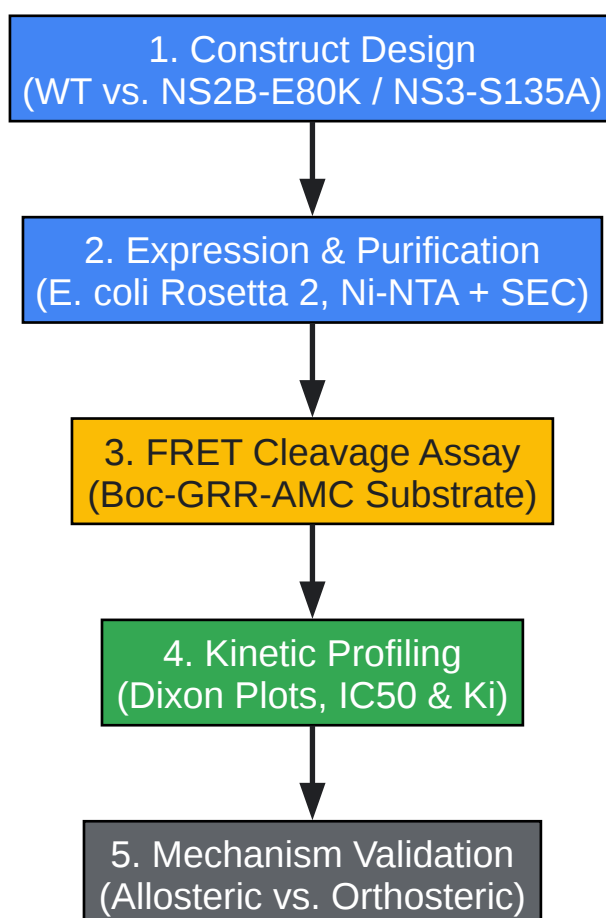 1. Construct Design
(WT vs. NS2B-E80K / NS3-S135A)
2. Expression & Purification
(E. coli Rosetta 2, Ni-NTA + SEC)
3. FRET Cleavage Assay
(Boc-GRR-AMC Substrate)
4. Kinetic Profiling
(Dixon Plots, IC50 & Ki)
5. Mechanism Validation
(Allosteric vs. Orthosteric)